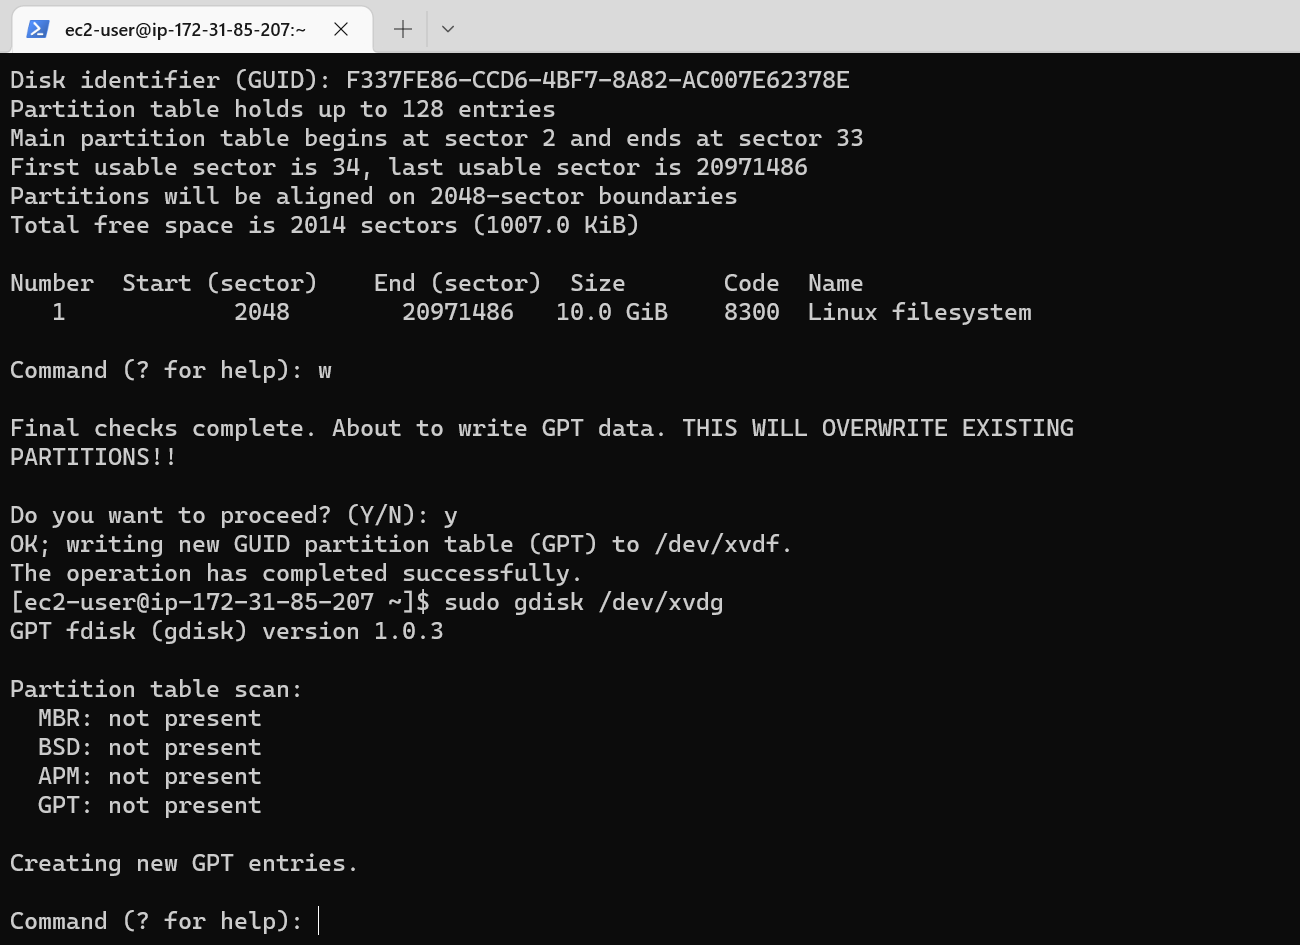 ec2-user@ip-172-31-85-207:~
Disk identifier (GUID): F337FE86-CCD6-4BF7-8A82-AC007E62378E
Partition table holds up to 128 entries
Main partition table begins at sector 2 and ends at sector 33
First usable sector is 34, last usable sector is 20971486
Partitions will be aligned on 2048-sector boundaries
Total free space is 2014 sectors (1007.0 KiB)
Number  Start (sector)    End (sector)  Size       Code  Name
   1            2048        20971486   10.0 GiB    8300  Linux filesystem
Command (? for help): w
Final checks complete. About to write GPT data. THIS WILL OVERWRITE EXISTING
PARTITIONS!!
Do you want to proceed? (Y/N): y
OK; writing new GUID partition table (GPT) to /dev/xvdf.
The operation has completed successfully.
[ec2-user@ip-172-31-85-207 ~]$ sudo gdisk /dev/xvdg
GPT fdisk (gdisk) version 1.0.3
Partition table scan:
  MBR: not present
  BSD: not present
  APM: not present
  GPT: not present
Creating new GPT entries.
Command (? for help):